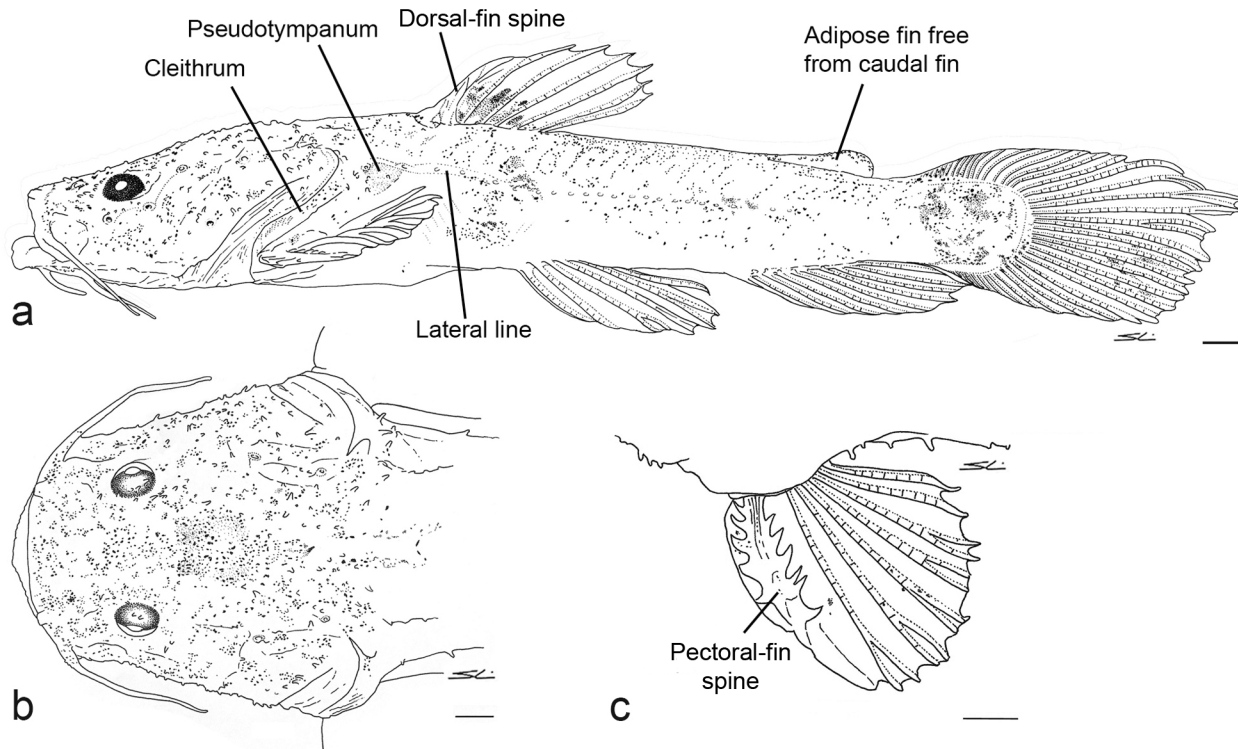 Dorsal-fin spine
Pseudotympanum
Cleithrum
Adipose fin free
from caudal fin
a
Lateral line
b
Pectoral-fin
spine
c